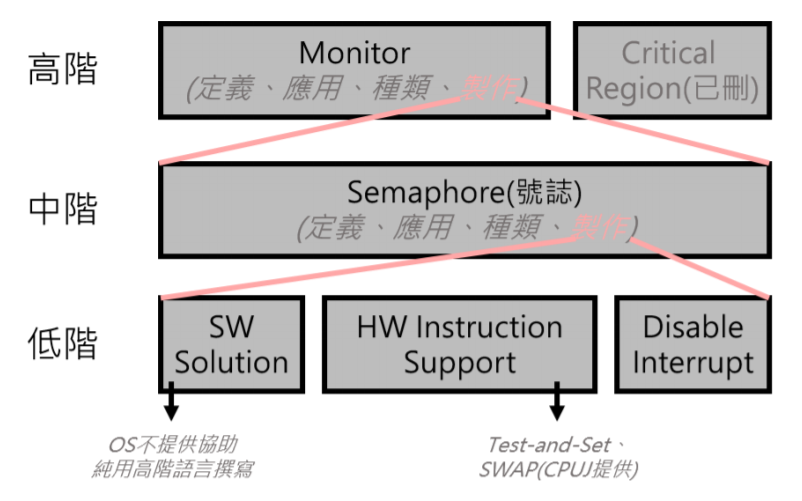 高階
Monitor
(定義、應用、種類、製作)
Critical
Region(已刪)
中階
Semaphore(號誌)
(定義、應用、種類、製作)
低階
SW
Solution
HW Instruction
Support
Disable
Interrupt
OS不提供協助
純用高階語言撰寫
Test-and-Set、
SWAP(CPUJ提供)